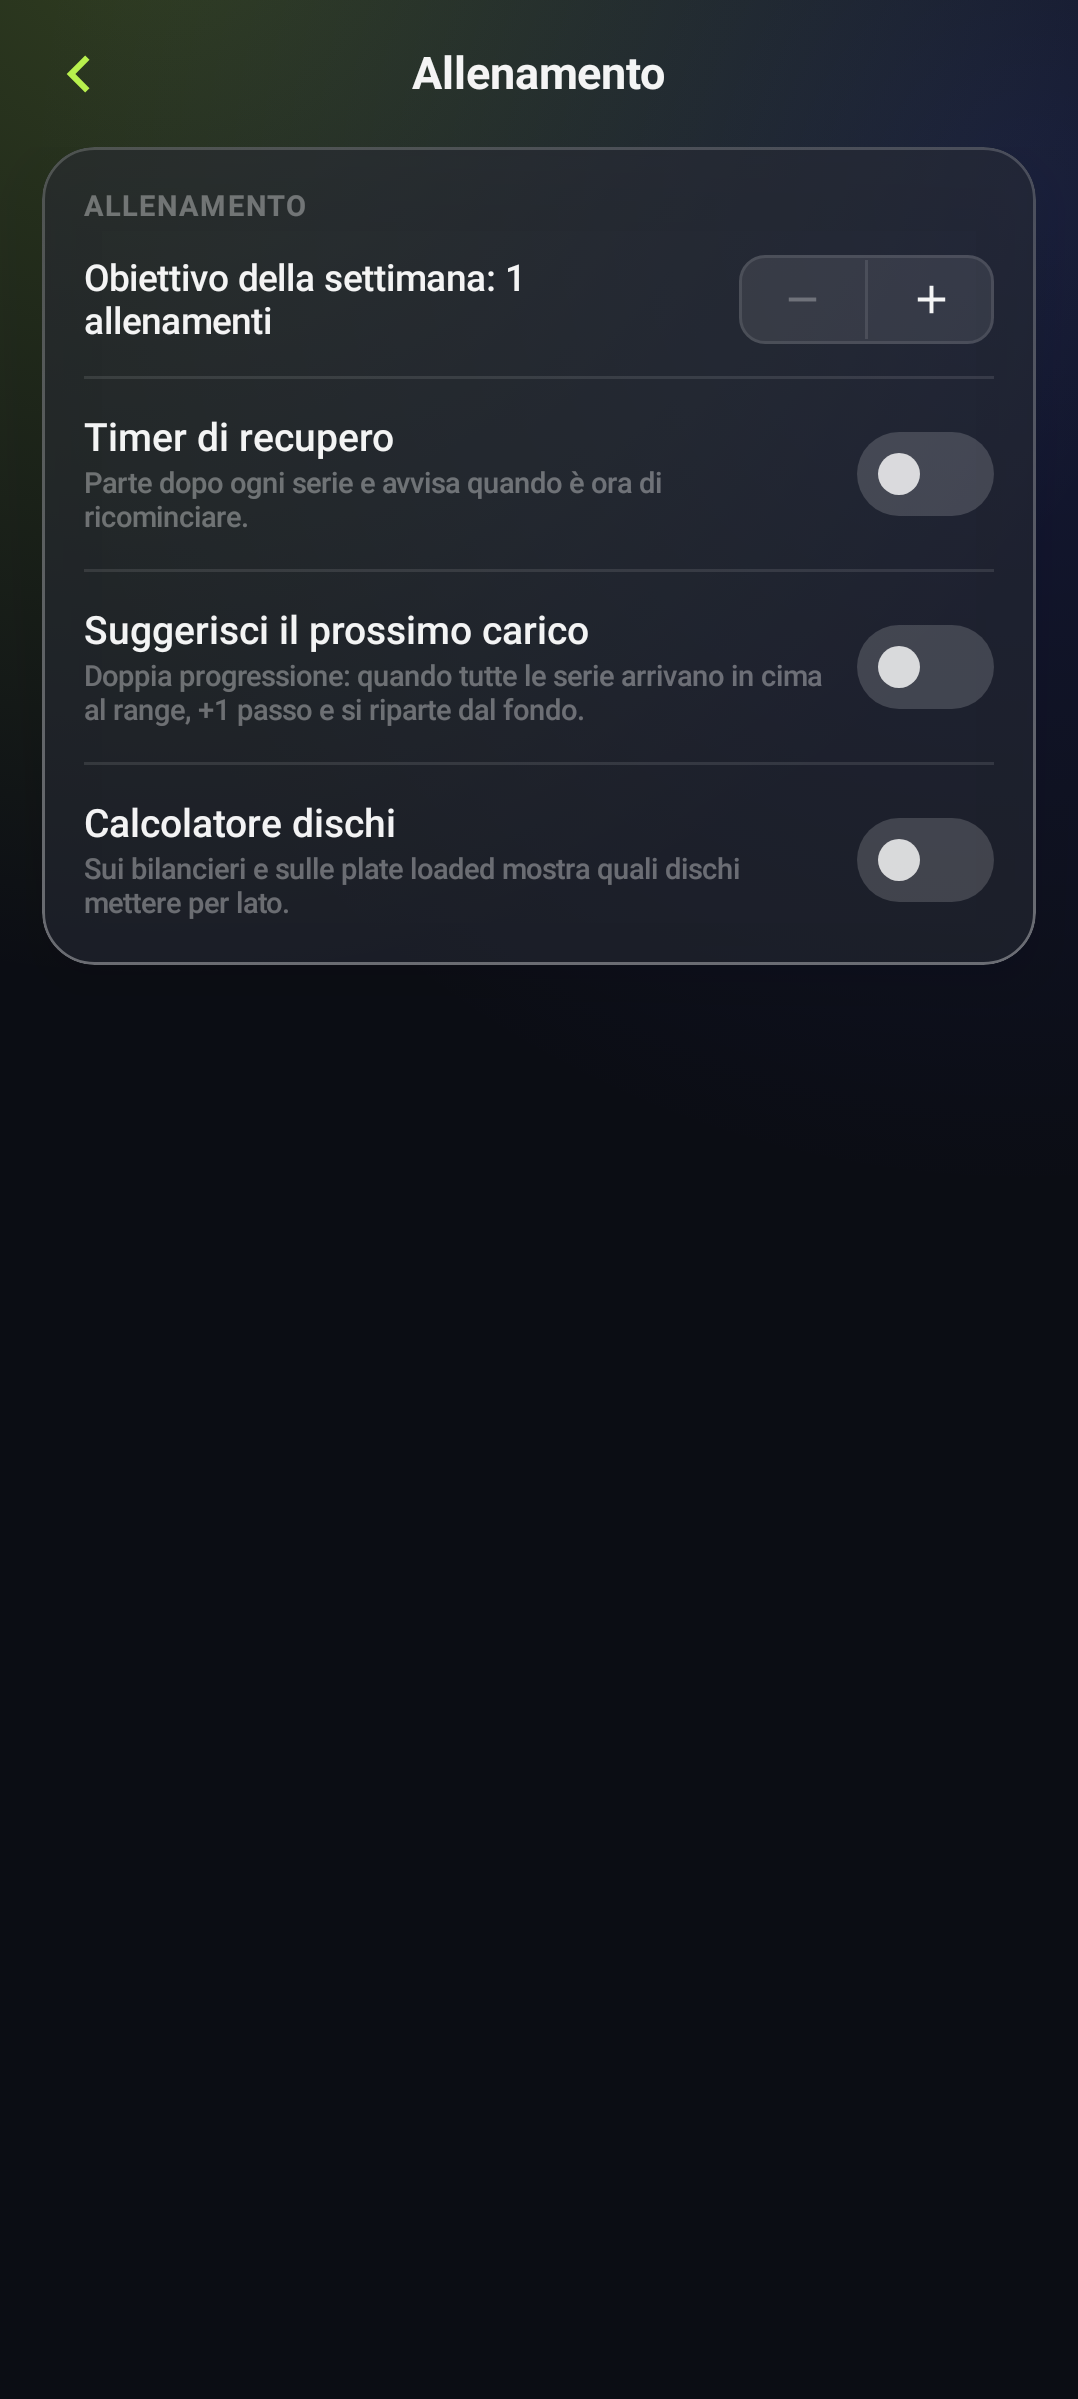 Allenamento
ALLENAMENTO
Obiettivo della settimana: 1
allenamenti
Timer di recupero
Parte dopo ogni serie e avvisa quando è ora di
ricominciare.
Suggerisci il prossimo carico
Doppia progressione: quando tutte le serie arrivano in cima
al range, +1 passo e si riparte dal fondo.
Calcolatore dischi
Sui bilancieri e sulle plate loaded mostra quali dischi
mettere per lato.